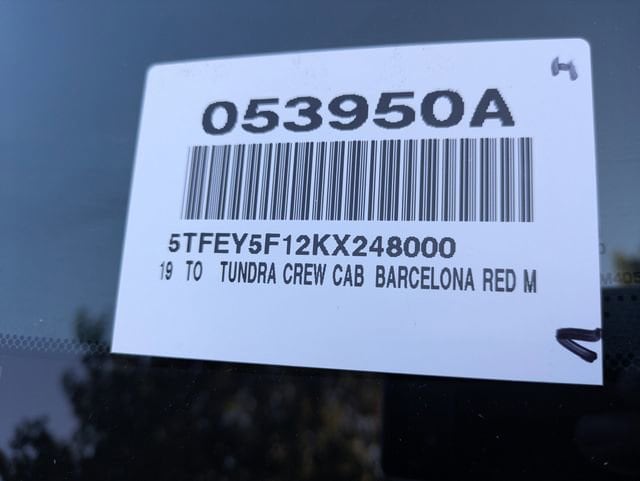 H
053950A
5TFEY5F12KX248000
19 TO TUNDRA CREW CAB BARCELONA RED M